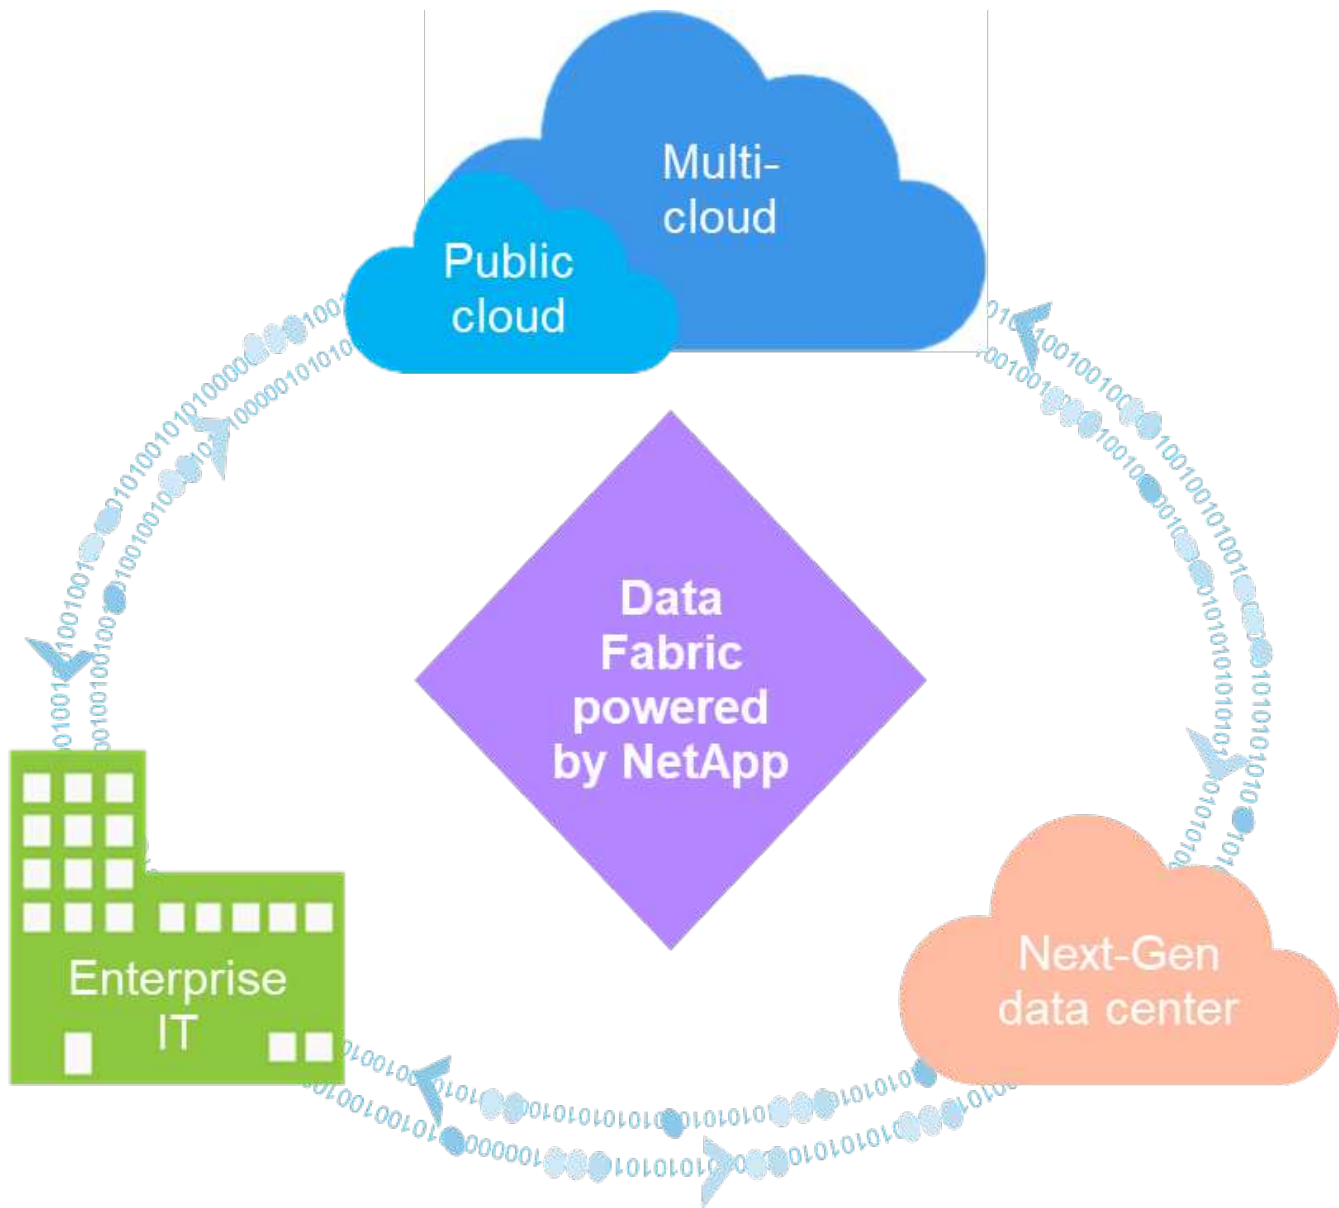 Multi-
cloud
Public
cloud
Data
Fabric
powered
by NetApp
Enterprise
IT
Next-Gen
data center